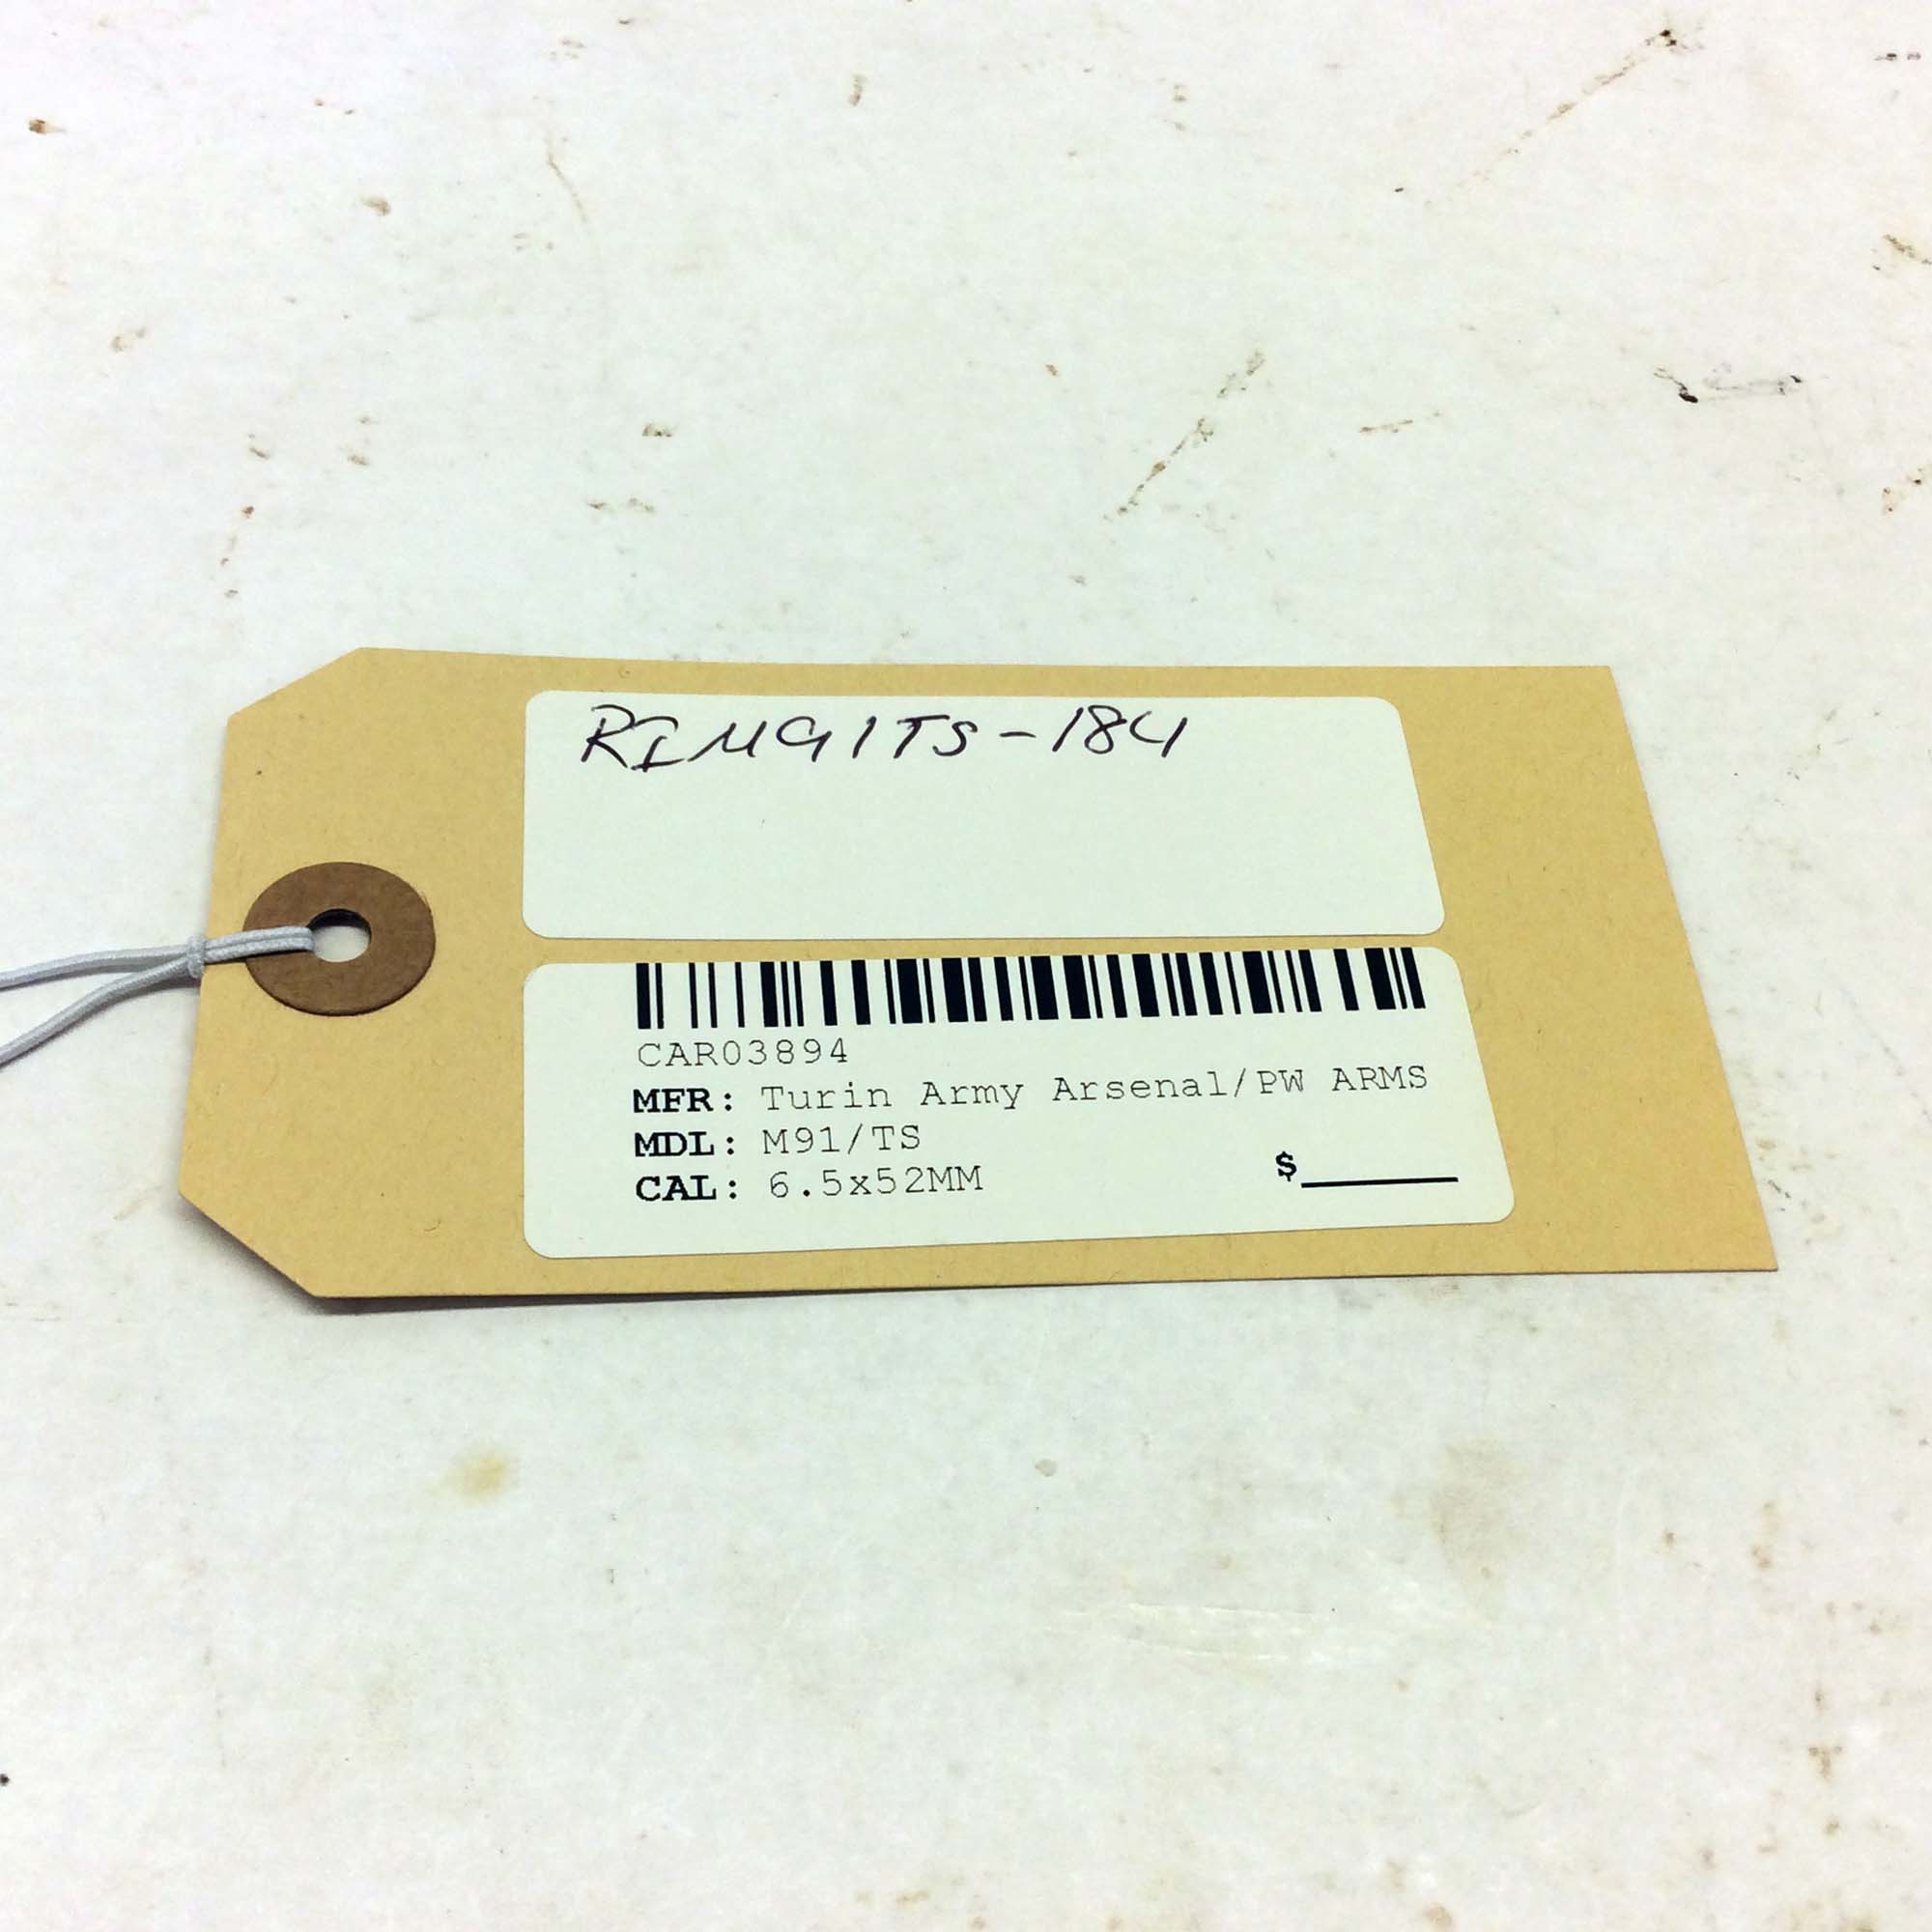 RIM91TS-184
CAR03894
MFR: Turin Army Arsenal/PW ARMS
MDL: M91/TS
CAL: 6.5x52MM
$